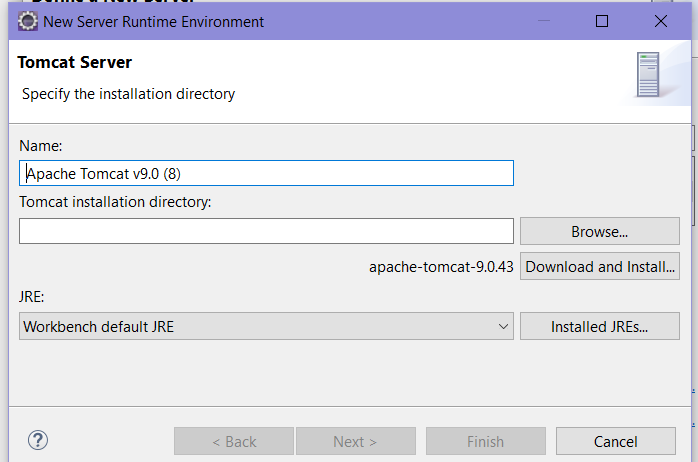 New Server Runtime Environment
Tomcat Server
Specify the installation directory
Name:
Apache Tomcat v9.0 (8)
Tomcat installation directory:
Browse...
apache-tomcat-9.0.43 Download and Install...
JRE:
Workbench default JRE
Installed JREs...
? < Back Next > Finish Cancel